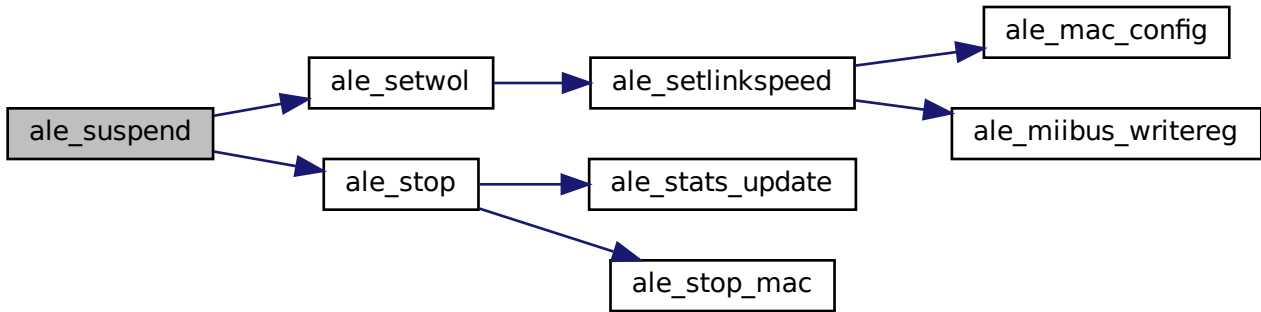 ale_suspend
ale_setwol
ale_setlinkspeed
ale_mac_config
ale_miibus_writereg
ale_stop
ale_stats_update
ale_stop_mac